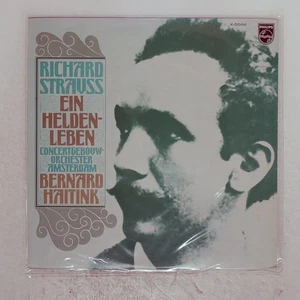 PHILIPS
RICHARD
STRAUSS
EIN
HELDEN-
LEBEN
CONCERTGEBOUW-
ORCHESTER
AMSTERDAM
BERNARD
HAITINK